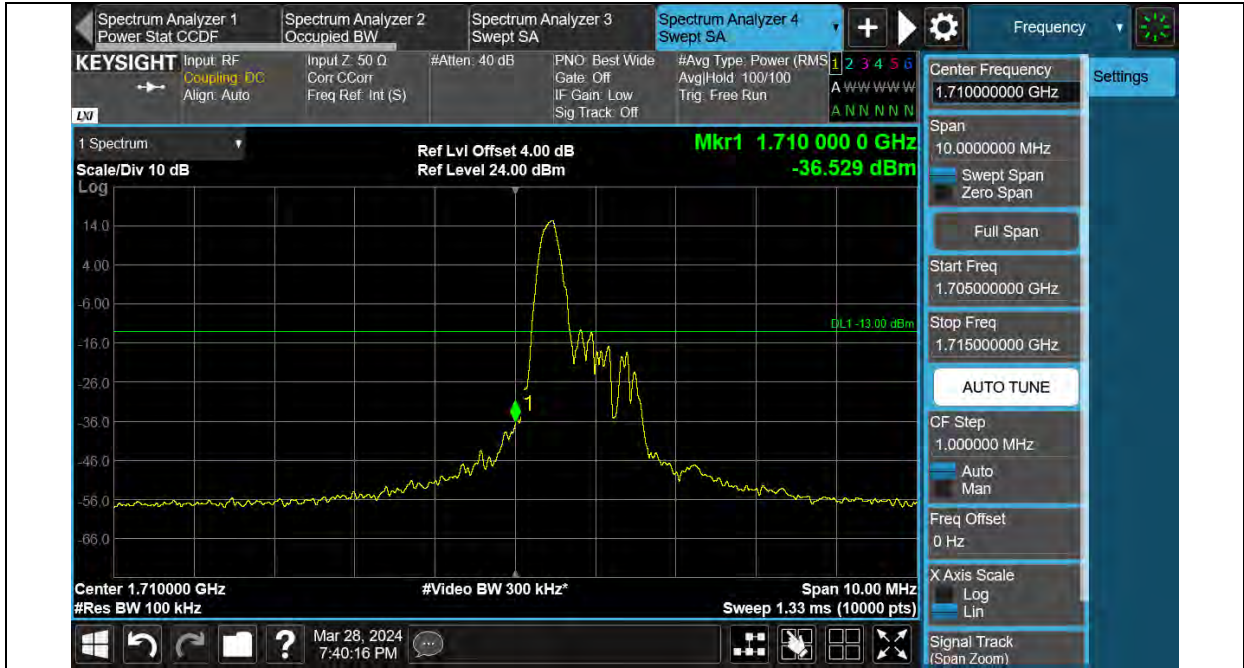 Spectrum Analyzer 1
Power Stat CCDF
Spectrum Analyzer 2
Occupied BW
Spectrum Analyzer 3
Swept SA
Spectrum Analyzer 4
Swept SA
+
Frequency
KEYSIGHT
LXI
Input: RF
Coupling: DC
Align: Auto
Input Z: 50 Ω
Corr CCorr
Freq Ref: Int (S)
#Atten: 40 dB
PNO: Best Wide
Gate: Off
IF Gain: Low
Sig Track: Off
#Avg Type: Power (RMS
Avg|Hold: 100/100
Trig: Free Run
1 2 3 4 5 6
A W W W W W
A N N N N N
1 Spectrum
Scale/Div 10 dB
Ref Lvl Offset 4.00 dB
Ref Level 24.00 dBm
Mkr1 1.710 000 0 GHz
-36.529 dBm
Log
14.0
4.00
-6.00
-16.0
-26.0
-36.0
-46.0
-56.0
-66.0
DL1 -13.00 dBm
1
Center 1.710000 GHz
#Res BW 100 kHz
#Video BW 300 kHz*
Span 10.00 MHz
Sweep 1.33 ms (10000 pts)
Center Frequency
1.710000000 GHz
Settings
Span
10.0000000 MHz
Swept Span
Zero Span
Full Span
Start Freq
1.705000000 GHz
Stop Freq
1.715000000 GHz
AUTO TUNE
CF Step
1.000000 MHz
Auto
Man
Freq Offset
0 Hz
X Axis Scale
Log
Lin
Signal Track
(Span Zoom)
?
Mar 28, 2024
7:40:16 PM